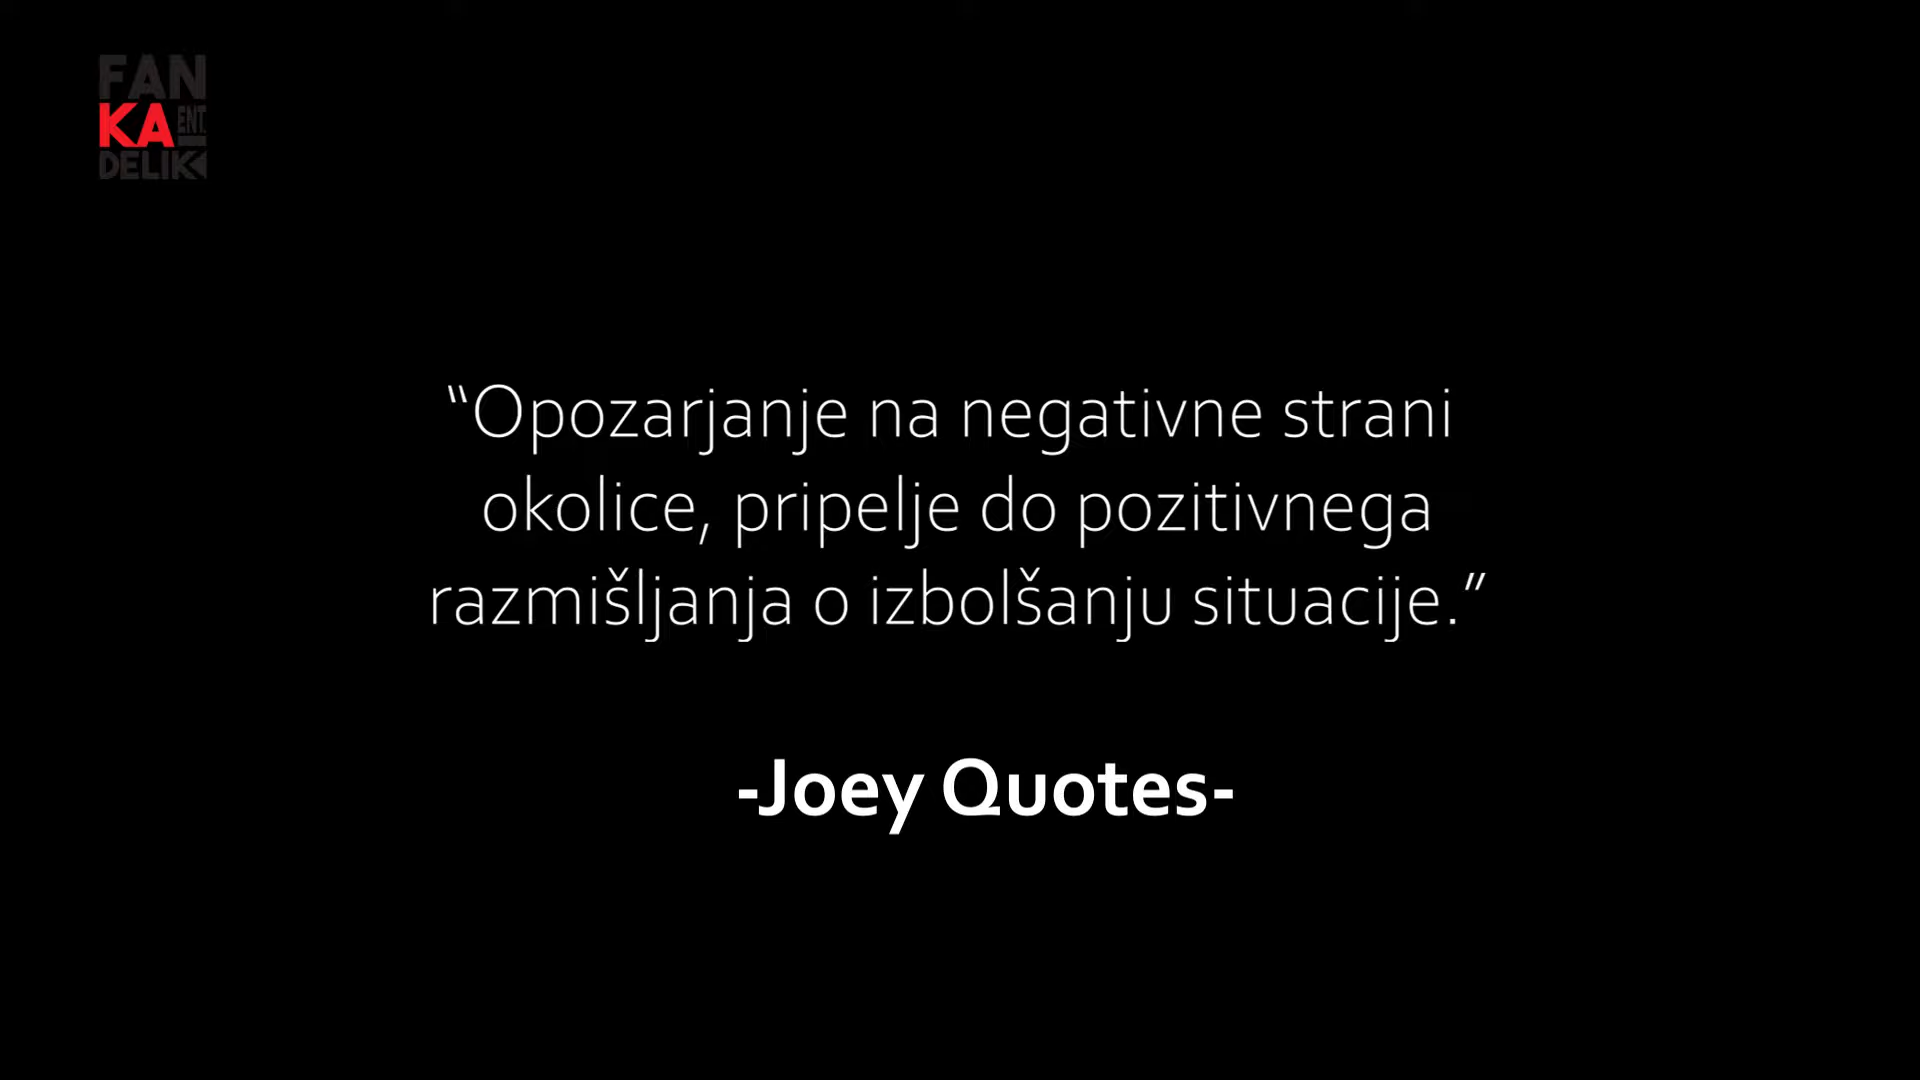 FAN
KA ENT.
DELIK
“Opozarjanje na negativne strani
okolice, pripelje do pozitivnega
razmišljanja o izbolšanju situacije.”
-Joey Quotes-